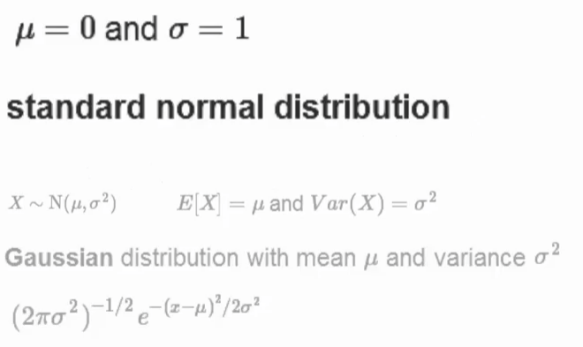 μ = 0 and σ = 1
standard normal distribution
X ∼ N(μ, σ²) E[X] = μ and Var(X) = σ²
Gaussian distribution with mean μ and variance σ²
(2πσ²)^{-1/2} e^{-(x-μ)²/2σ²}